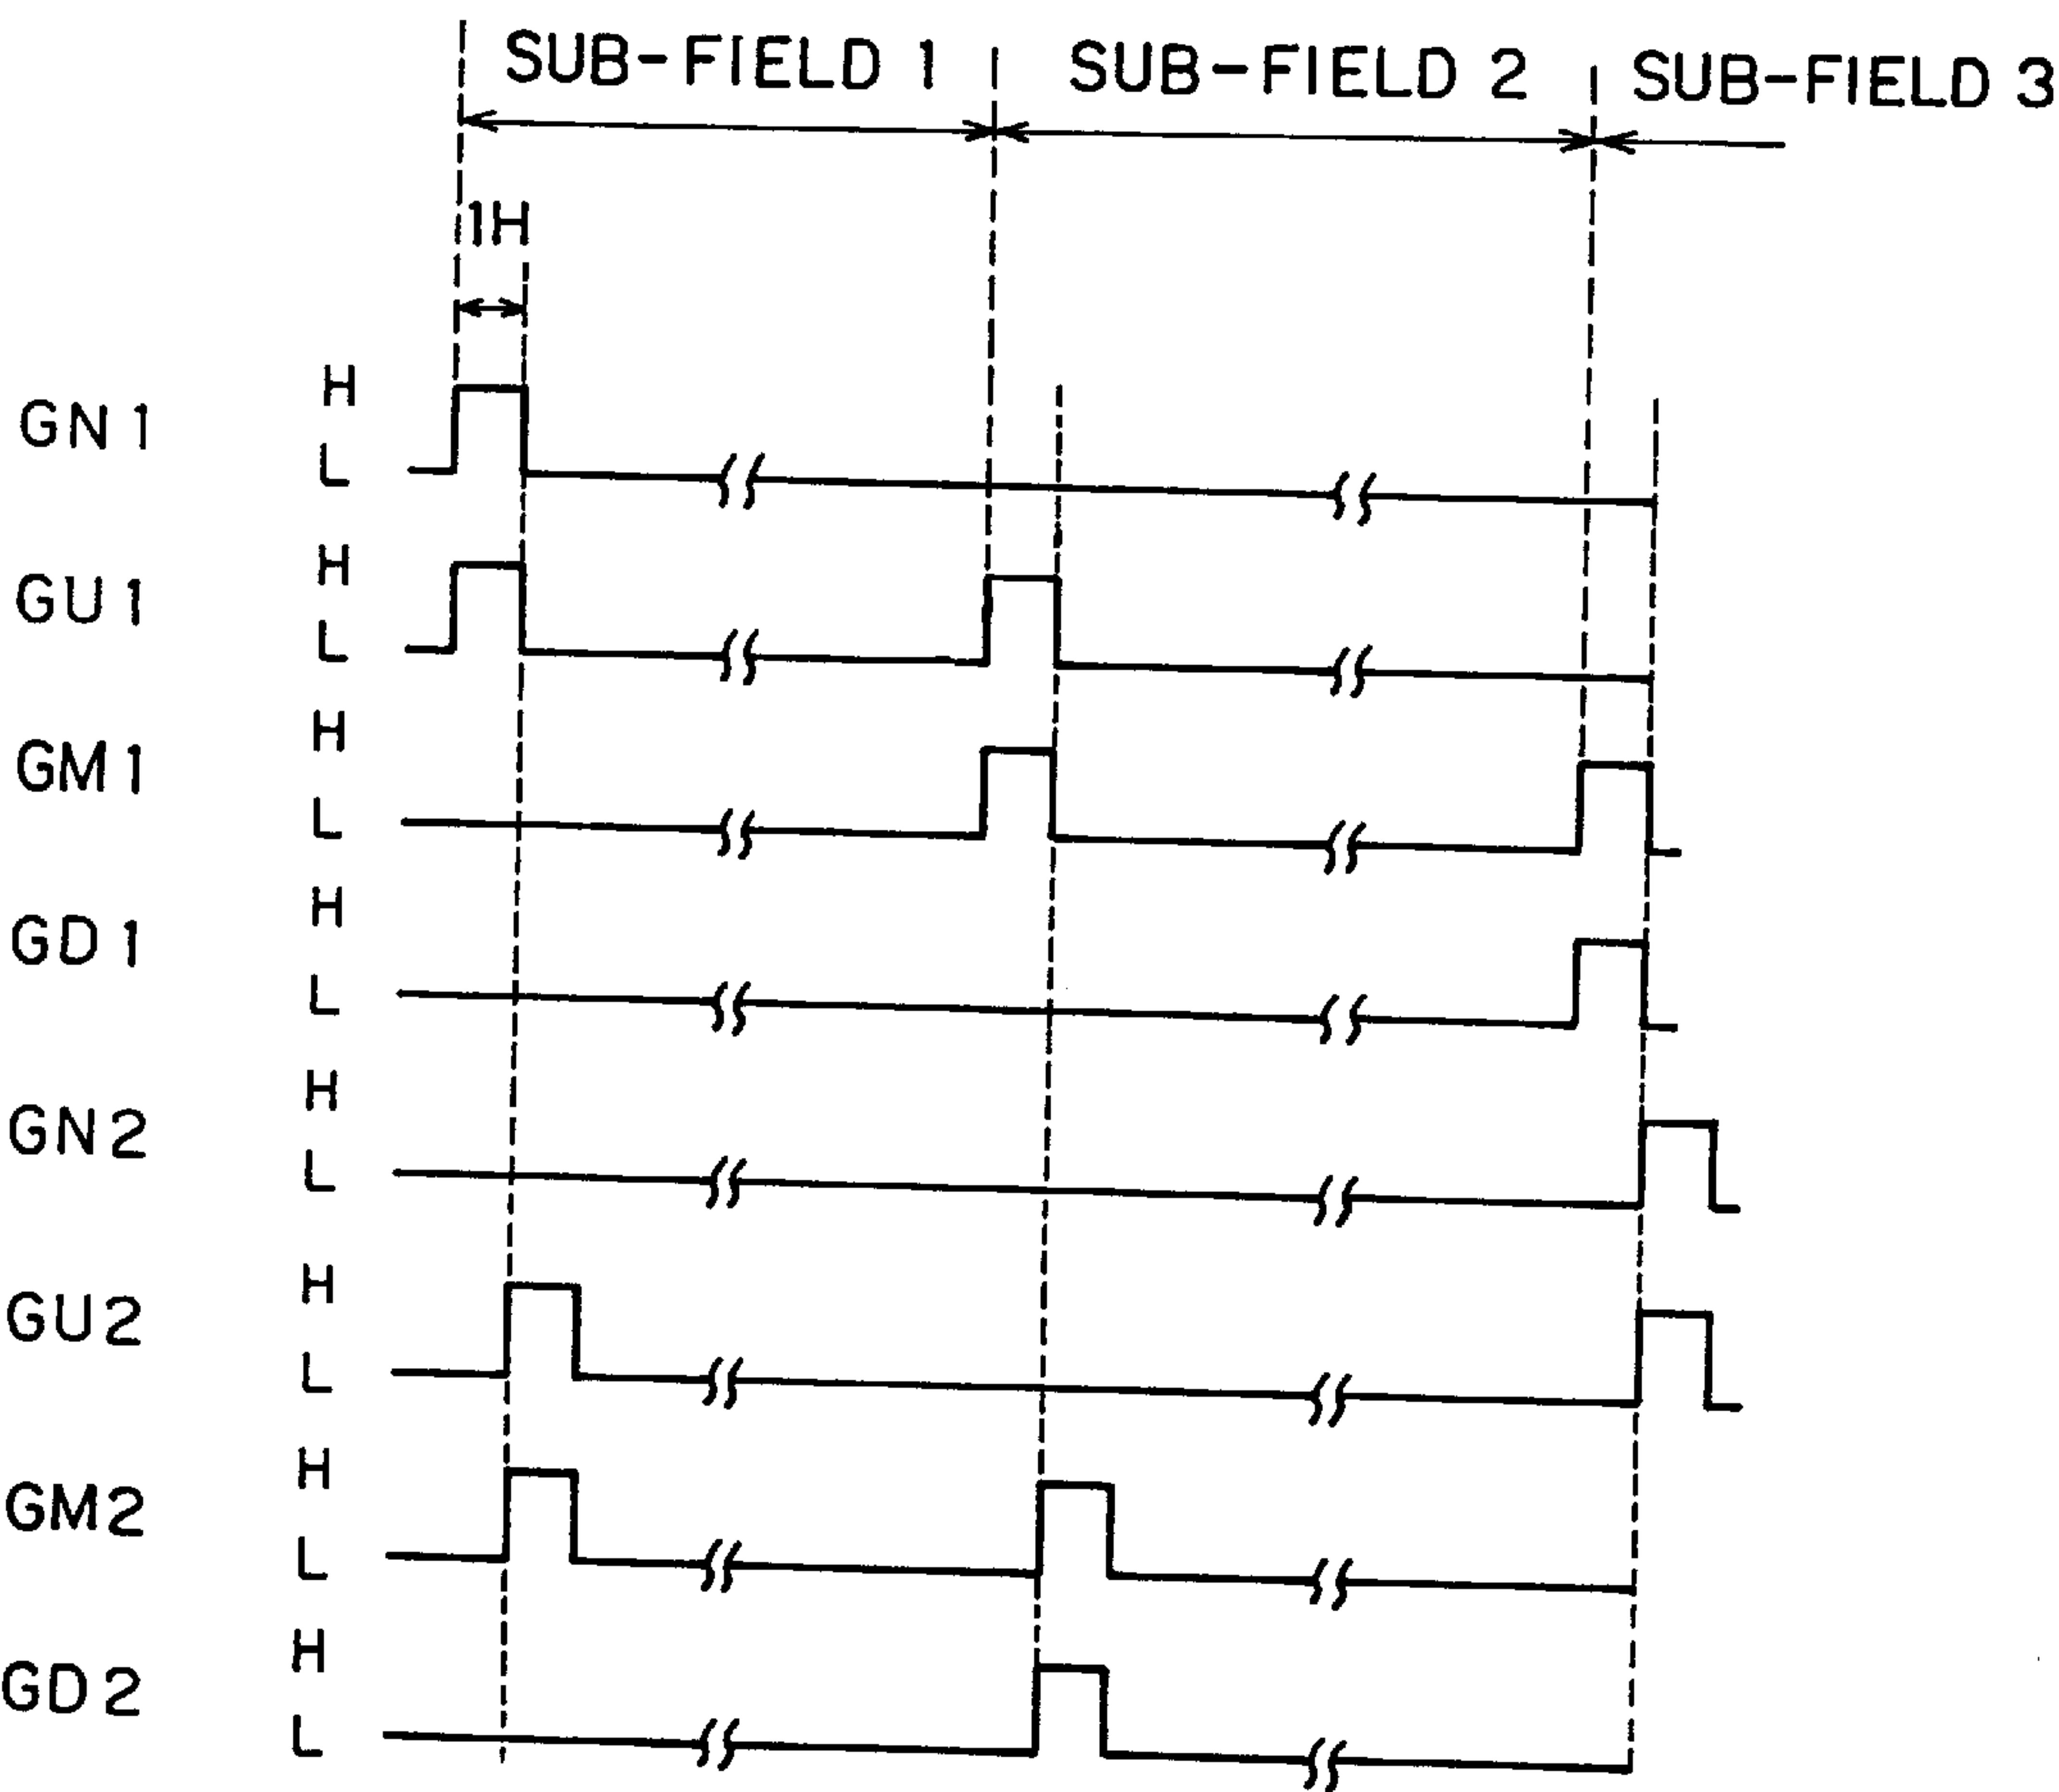 SUB-FIELD 1 SUB-FIELD 2 SUB-FIELD 3
1H
H
GN1
L
H
GU1
L
H
GM1
L
H
GD1
L
H
GN2
L
H
GU2
L
H
GM2
L
H
GD2
L